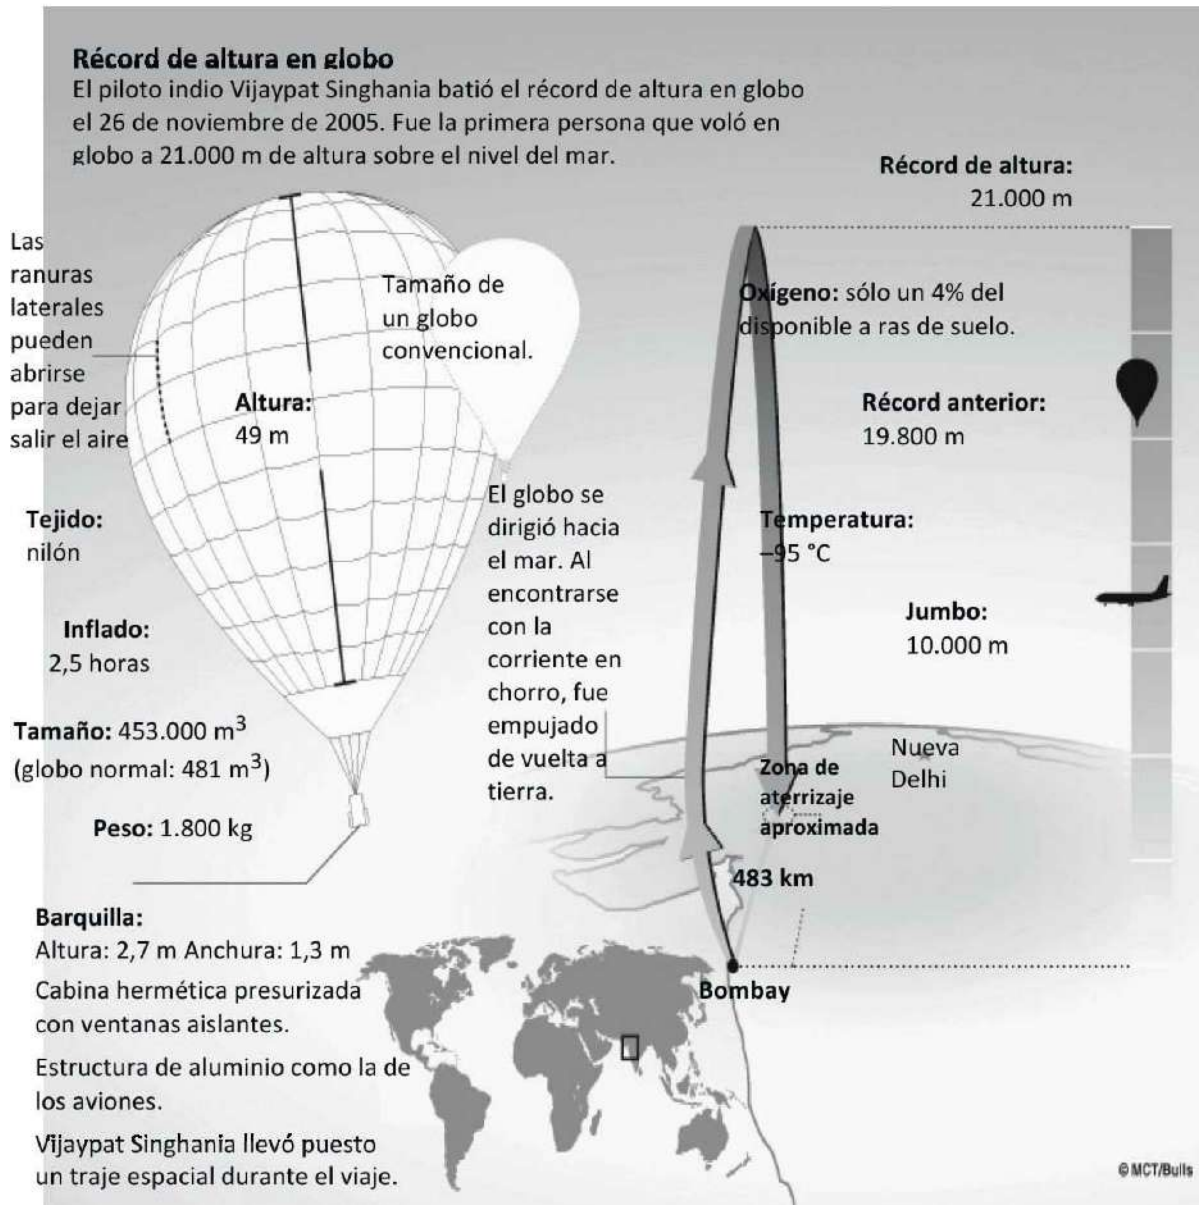 Récord de altura en globo
El piloto indio Vijaypat Singhania batió el récord de altura en globo
el 26 de noviembre de 2005. Fue la primera persona que voló en
globo a 21.000 m de altura sobre el nivel del mar.
Las
ranuras
laterales
pueden
abrirse
para dejar
salir el aire
Tamaño de
un globo
convencional.
Altura:
49 m
Tejido:
nilón
Inflado:
2,5 horas
Tamaño: 453.000 m³
(globo normal: 481 m³)
Peso: 1.800 kg
Barquilla:
Altura: 2,7 m Anchura: 1,3 m
Cabina hermética presurizada
con ventanas aislantes.
Estructura de aluminio como la de
los aviones.
Vijaypat Singhania llevó puesto
un traje espacial durante el viaje.
El globo se
dirigió hacia
el mar. Al
encontrarse
con la
corriente en
chorro, fue
empujado
de vuelta a
tierra.
Récord de altura:
21.000 m
Oxígeno: sólo un 4% del
disponible a ras de suelo.
Récord anterior:
19.800 m
Temperatura:
–95 °C
Jumbo:
10.000 m
Nueva
Delhi
Zona de
aterrizaje
aproximada
483 km
Bombay
© MCT/Bulls